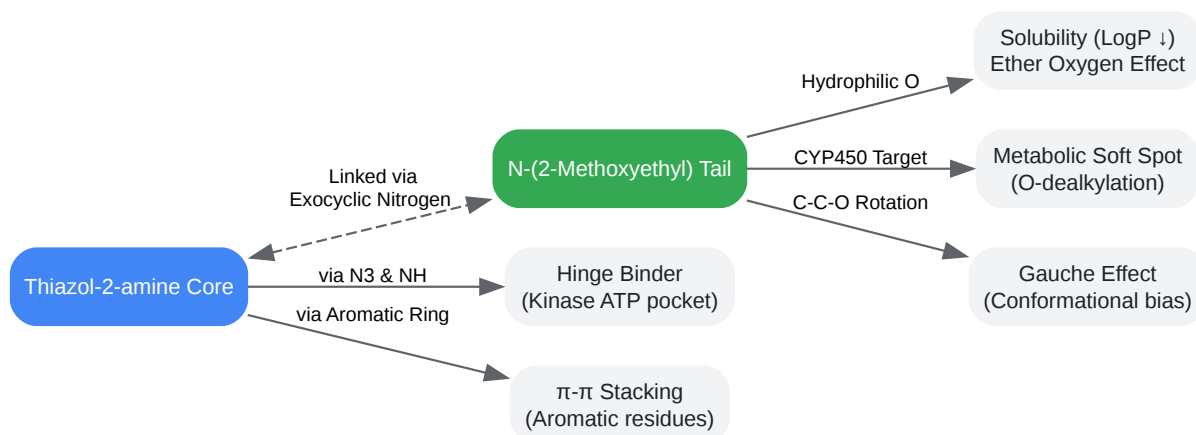 Solubility (LogP ↓)
Ether Oxygen Effect
Hydrophilic O
N-(2-Methoxyethyl) Tail
CYP450 Target
Metabolic Soft Spot
(O-dealkylation)
Linked via
Exocyclic Nitrogen
C-C-O Rotation
Thiazol-2-amine Core
via N3 & NH
Hinge Binder
(Kinase ATP pocket)
Gauche Effect
(Conformational bias)
via Aromatic Ring
π-π Stacking
(Aromatic residues)